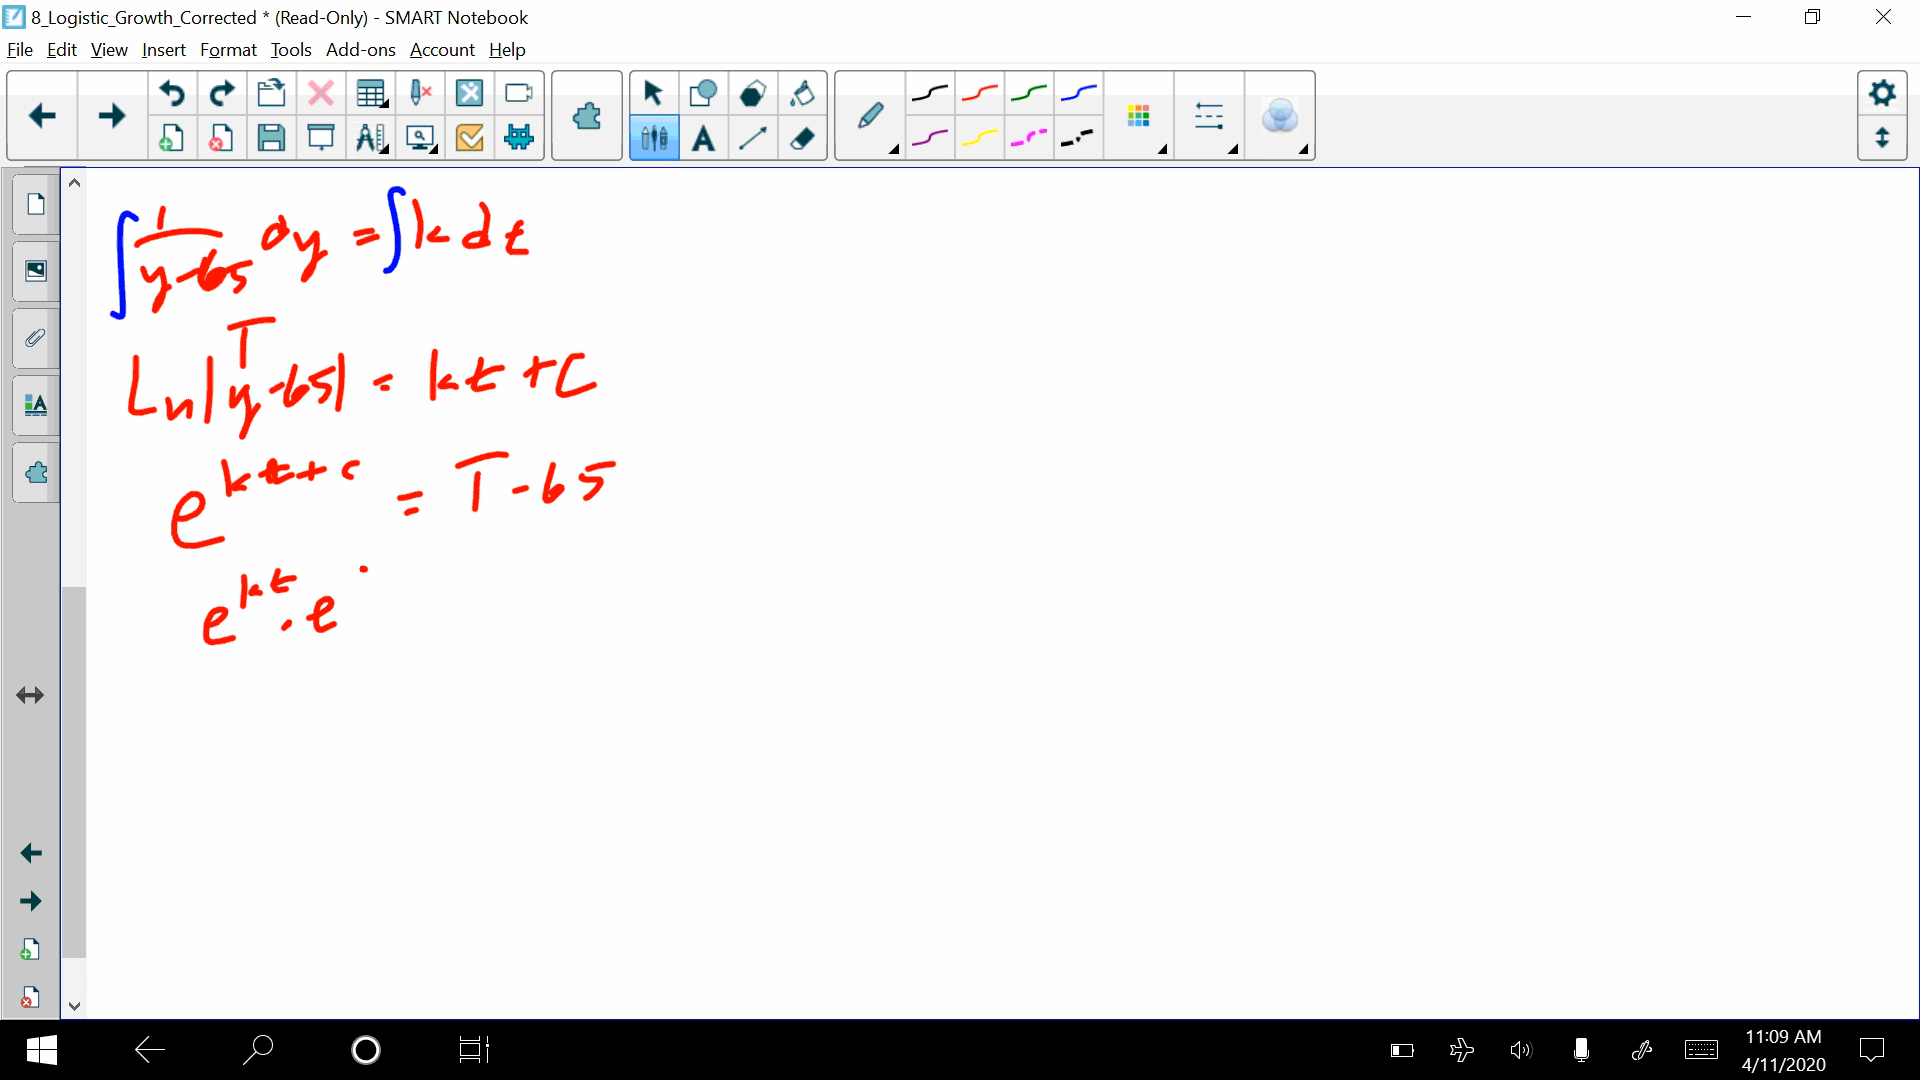 8_Logistic_Growth_Corrected * (Read-Only) - SMART Notebook
File Edit View Insert Format Tools Add-ons Account Help
∫ 1/(y-65) dy = ∫ k dt
T
Ln|y-65| = kt + C
e^(kt+c) = T-65
e^(kt) · e
11:09 AM
4/11/2020